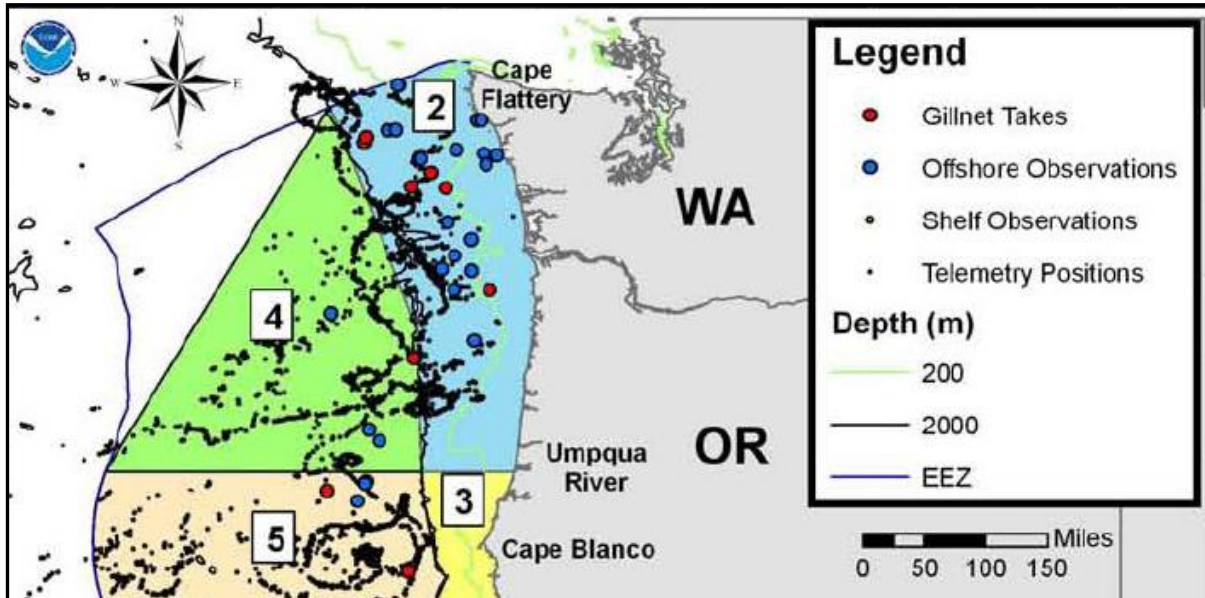 N
W
E
S
2
Cape
Flattery
WA
4
OR
Umpqua
River
3
5
Cape Blanco
Legend
Gillnet Takes
Offshore Observations
Shelf Observations
Telemetry Positions
Depth (m)
200
2000
EEZ
Miles
0 50 100 150